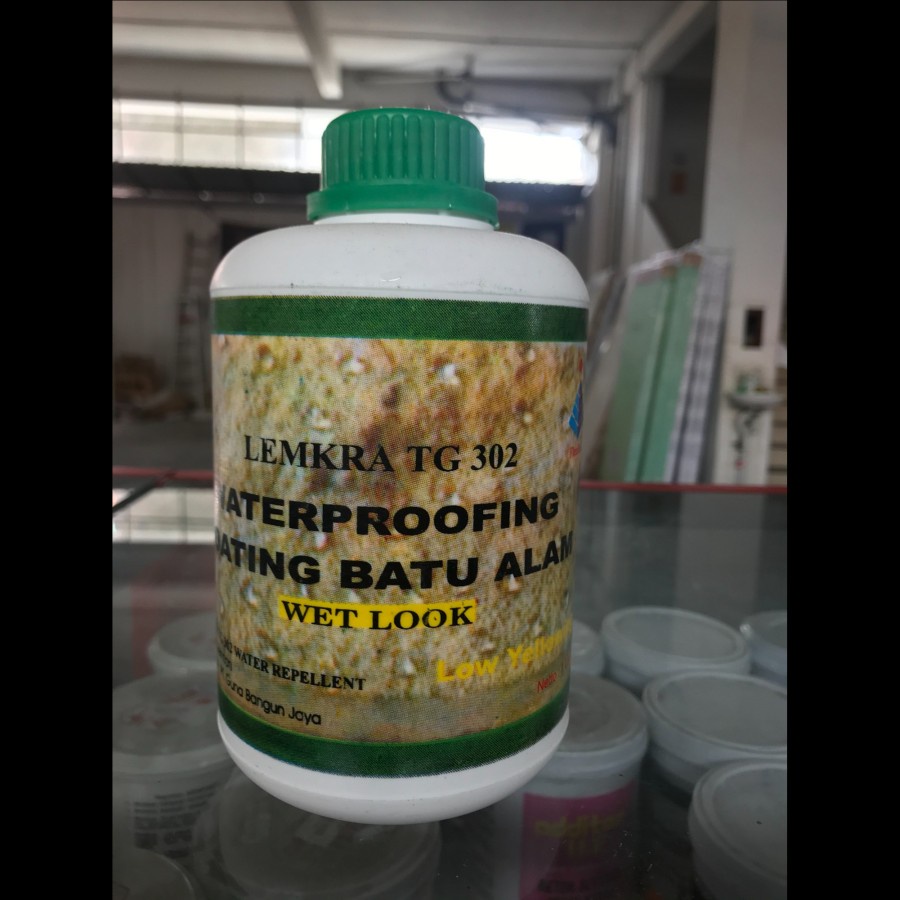 LEMKRA TG 302
WATERPROOFING
COATING BATU ALAM
WET LOOK
WATER REPELLENT
Low Yellow
Guna Bangun Jaya